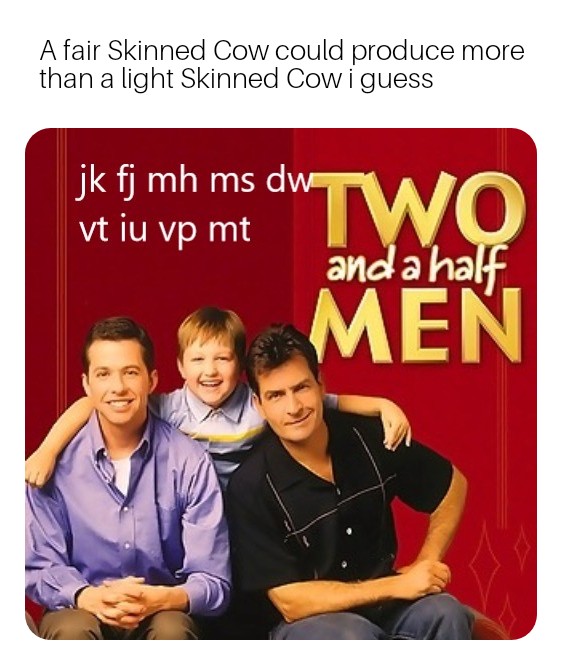 A fair Skinned Cow could produce more
than a light Skinned Cow i guess
jk fj mh ms dw
vt iu vp mt
TWO
and a half
MEN